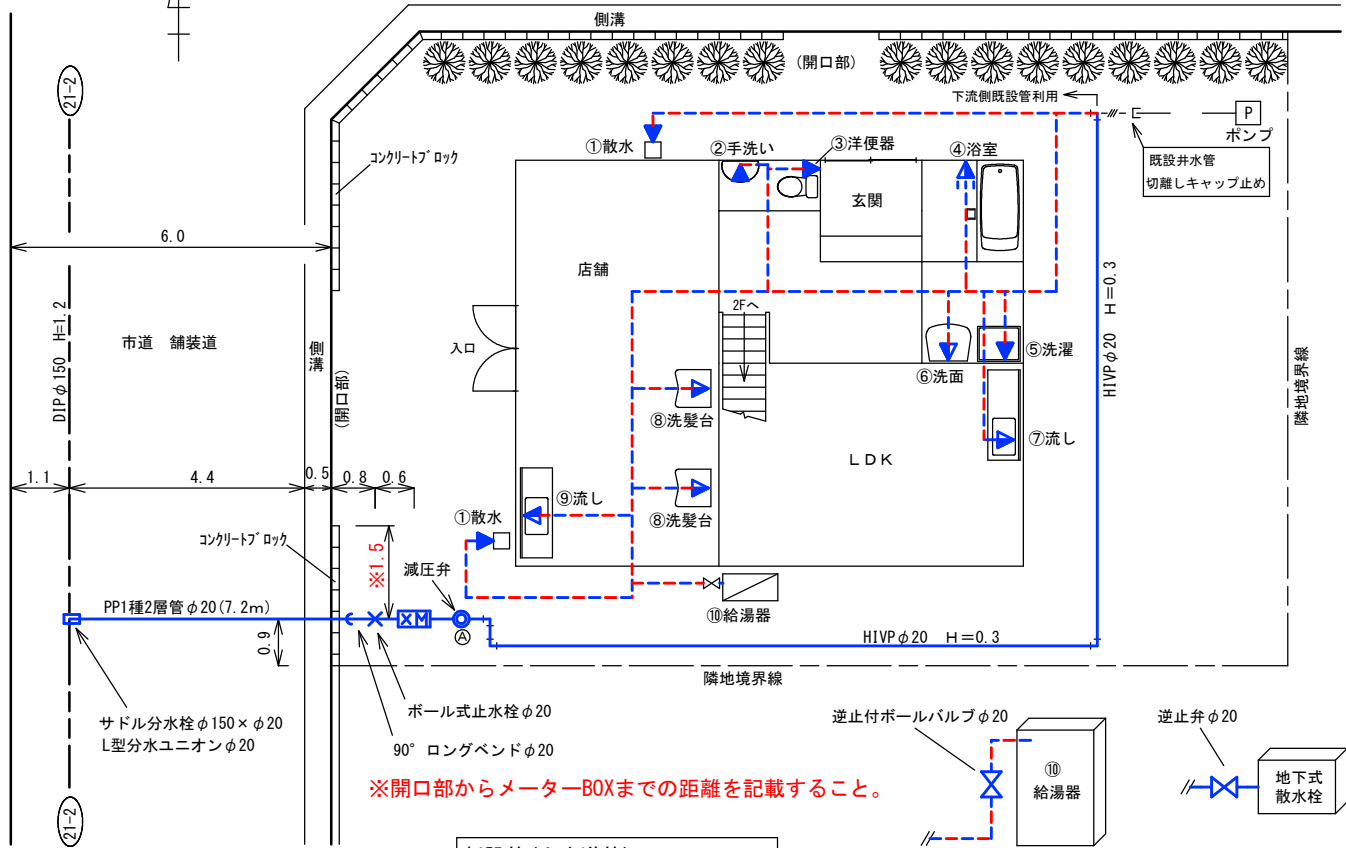 側溝
(開口部)
下流側既設管利用
21-2
P
ポンプ
コンクリートブロック
①散水
②手洗い
③洋便器
④浴室
既設井水管
切離しキャップ止め
玄関
6.0
店舗
HIVPφ20 H=0.3
2Fへ
DIPφ150 H=1.2
市道 舗装道
側溝
(開口部)
入口
⑤洗濯
⑥洗面
隣地境界線
⑧洗髪台
⑦流し
LDK
1.1
4.4
0.5
0.8
0.6
⑨流し
⑧洗髪台
①散水
コンクリートブロック
※1.5
減圧弁
PP1種2層管φ20(7.2m)
X M
⑩給湯器
Ⓐ
HIVPφ20 H=0.3
0.9
隣地境界線
サドル分水栓φ150×φ20
L型分水ユニオンφ20
ボール式止水栓φ20
90°ロングベンドφ20
逆止付ボールバルブφ20
逆止弁φ20
⑩
給湯器
地下式
散水栓
※開口部からメーターBOXまでの距離を記載すること。
21-2